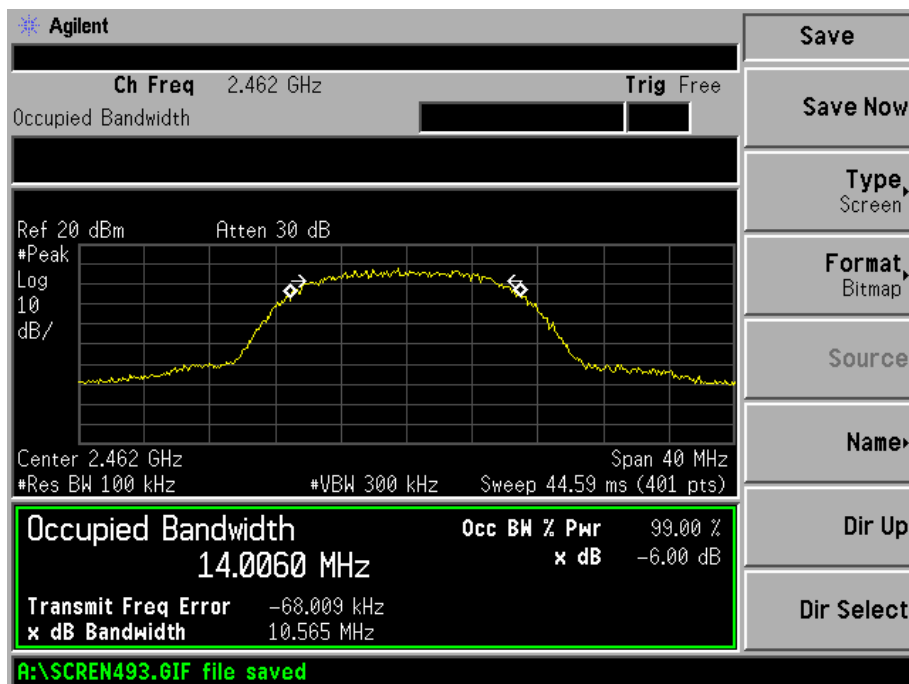 Agilent
Ch Freq 2.462 GHz Trig Free
Occupied Bandwidth
Ref 20 dBm Atten 30 dB
#Peak
Log
10
dB/
Center 2.462 GHz Span 40 MHz
#Res BW 100 kHz #VBW 300 kHz Sweep 44.59 ms (401 pts)
Occupied Bandwidth Occ BW % Pwr 99.00 %
14.0060 MHz x dB -6.00 dB
Transmit Freq Error -68.009 kHz
x dB Bandwidth 10.565 MHz
A:\SCREN493.GIF file saved
Save
Save Now
Type
Screen
Format
Bitmap
Source
Name
Dir Up
Dir Select